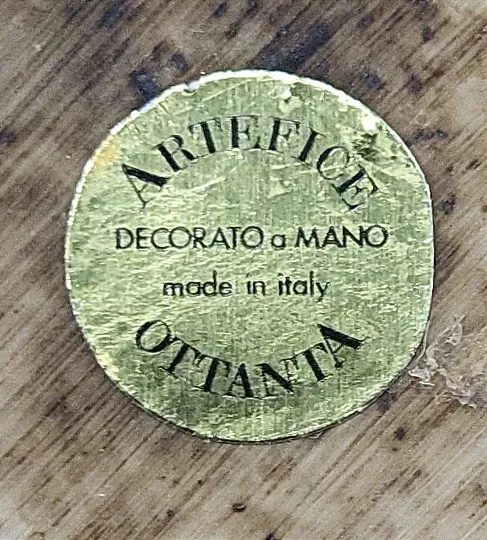 ARTEFICE
DECORATO a MANO
made in italy
OTTANTA